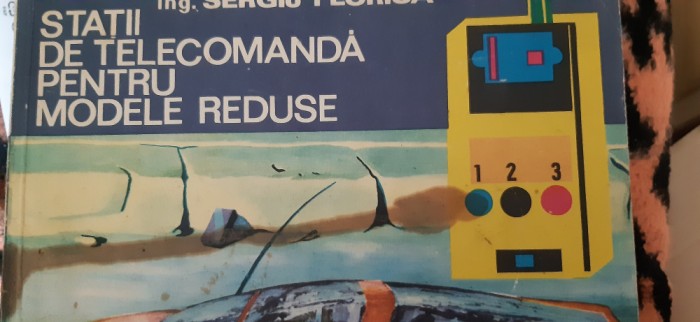 ing. SERGIU FLORICA
STAȚII
DE TELECOMANDĂ
PENTRU
MODELE REDUSE
1 2 3